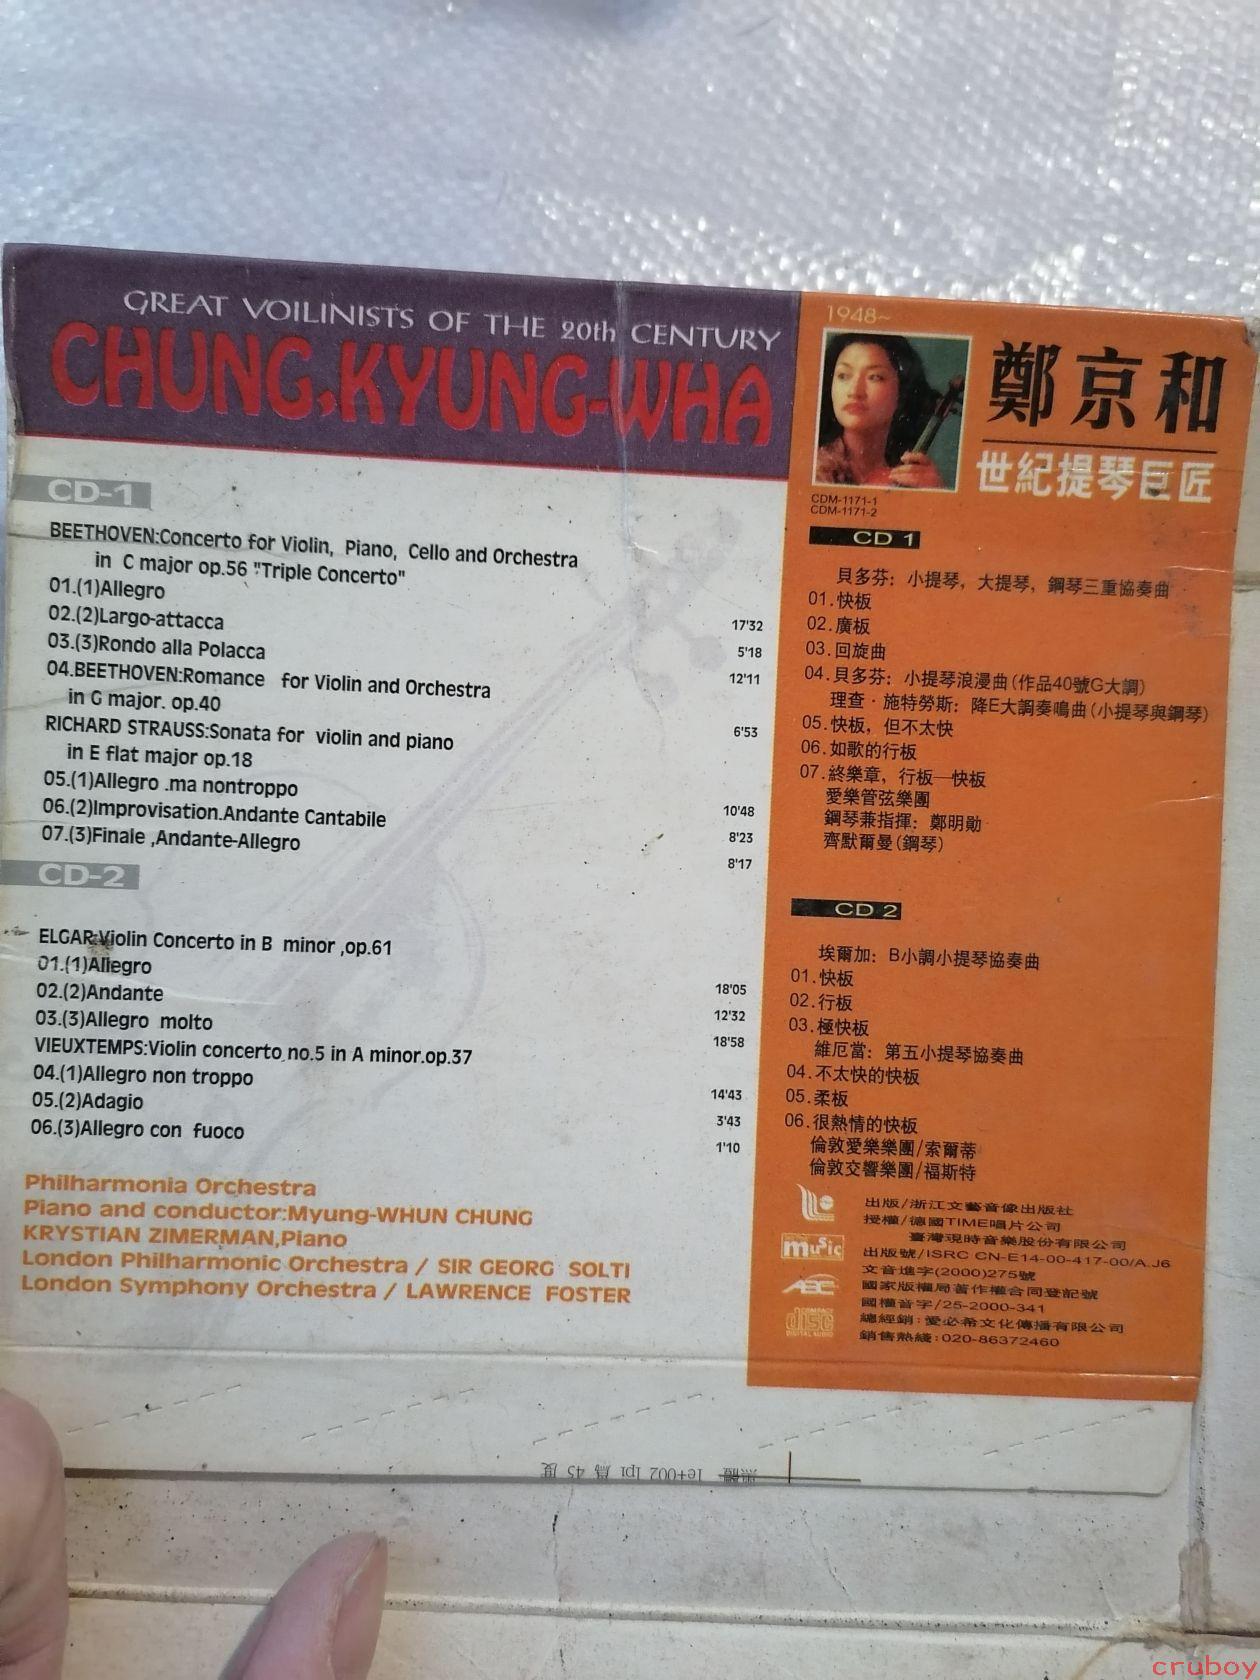 GREAT VOILINISTS OF THE 20th CENTURY
CHUNG,KYUNG-WHA
CD-1
BEETHOVEN:Concerto for Violin, Piano, Cello and Orchestra
in C major op.56 "Triple Concerto"
01.(1)Allegro
17'32
02.(2)Largo-attacca
5'18
03.(3)Rondo alla Polacca
12'11
04.BEETHOVEN:Romance for Violin and Orchestra
in G major. op.40
6'53
RICHARD STRAUSS:Sonata for violin and piano
in E flat major op.18
05.(1)Allegro .ma nontroppo
10'48
06.(2)Improvisation.Andante Cantabile
8'23
07.(3)Finale ,Andante-Allegro
8'17
CD-2
ELGAR:Violin Concerto in B minor ,op.61
01.(1)Allegro
18'05
02.(2)Andante
12'32
03.(3)Allegro molto
18'58
VIEUXTEMPS:Violin concerto no.5 in A minor.op.37
04.(1)Allegro non troppo
14'43
05.(2)Adagio
3'43
06.(3)Allegro con fuoco
1'10
Philharmonia Orchestra
Piano and conductor:Myung-WHUN CHUNG
KRYSTIAN ZIMERMAN,Piano
London Philharmonic Orchestra / SIR GEORG SOLTI
London Symphony Orchestra / LAWRENCE FOSTER
1948~
鄭京和
世紀提琴巨匠
CDM-1171-1
CDM-1171-2
CD 1
貝多芬：小提琴，大提琴，鋼琴三重協奏曲
01.快板
02.廣板
03.回旋曲
04.貝多芬：小提琴浪漫曲(作品40號G大調)
理查·施特勞斯：降E大調奏鳴曲(小提琴與鋼琴)
05.快板，但不太快
06.如歌的行板
07.終樂章，行板—快板
愛樂管弦樂團
鋼琴兼指揮：鄭明勛
齊默爾曼(鋼琴)
CD 2
埃爾加：B小調小提琴協奏曲
01.快板
02.行板
03.極快板
維厄當：第五小提琴協奏曲
04.不太快的快板
05.柔板
06.很熱情的快板
倫敦愛樂樂團/索爾蒂
倫敦交響樂團/福斯特
出版/浙江文藝音像出版社
授權/德國TIME唱片公司
臺灣現時音樂股份有限公司
出版號/ISRC CN-E14-00-417-00/A.J6
文音進字(2000)275號
國家版權局著作權合同登記號
國權音字/25-2000-341
總經銷：愛必希文化傳播有限公司
銷售熱綫：020-86372460
music
ABC
COMPACT
disc
DIGITAL AUDIO
黑體 1e+002 lpi 爲 45 度
cruboy